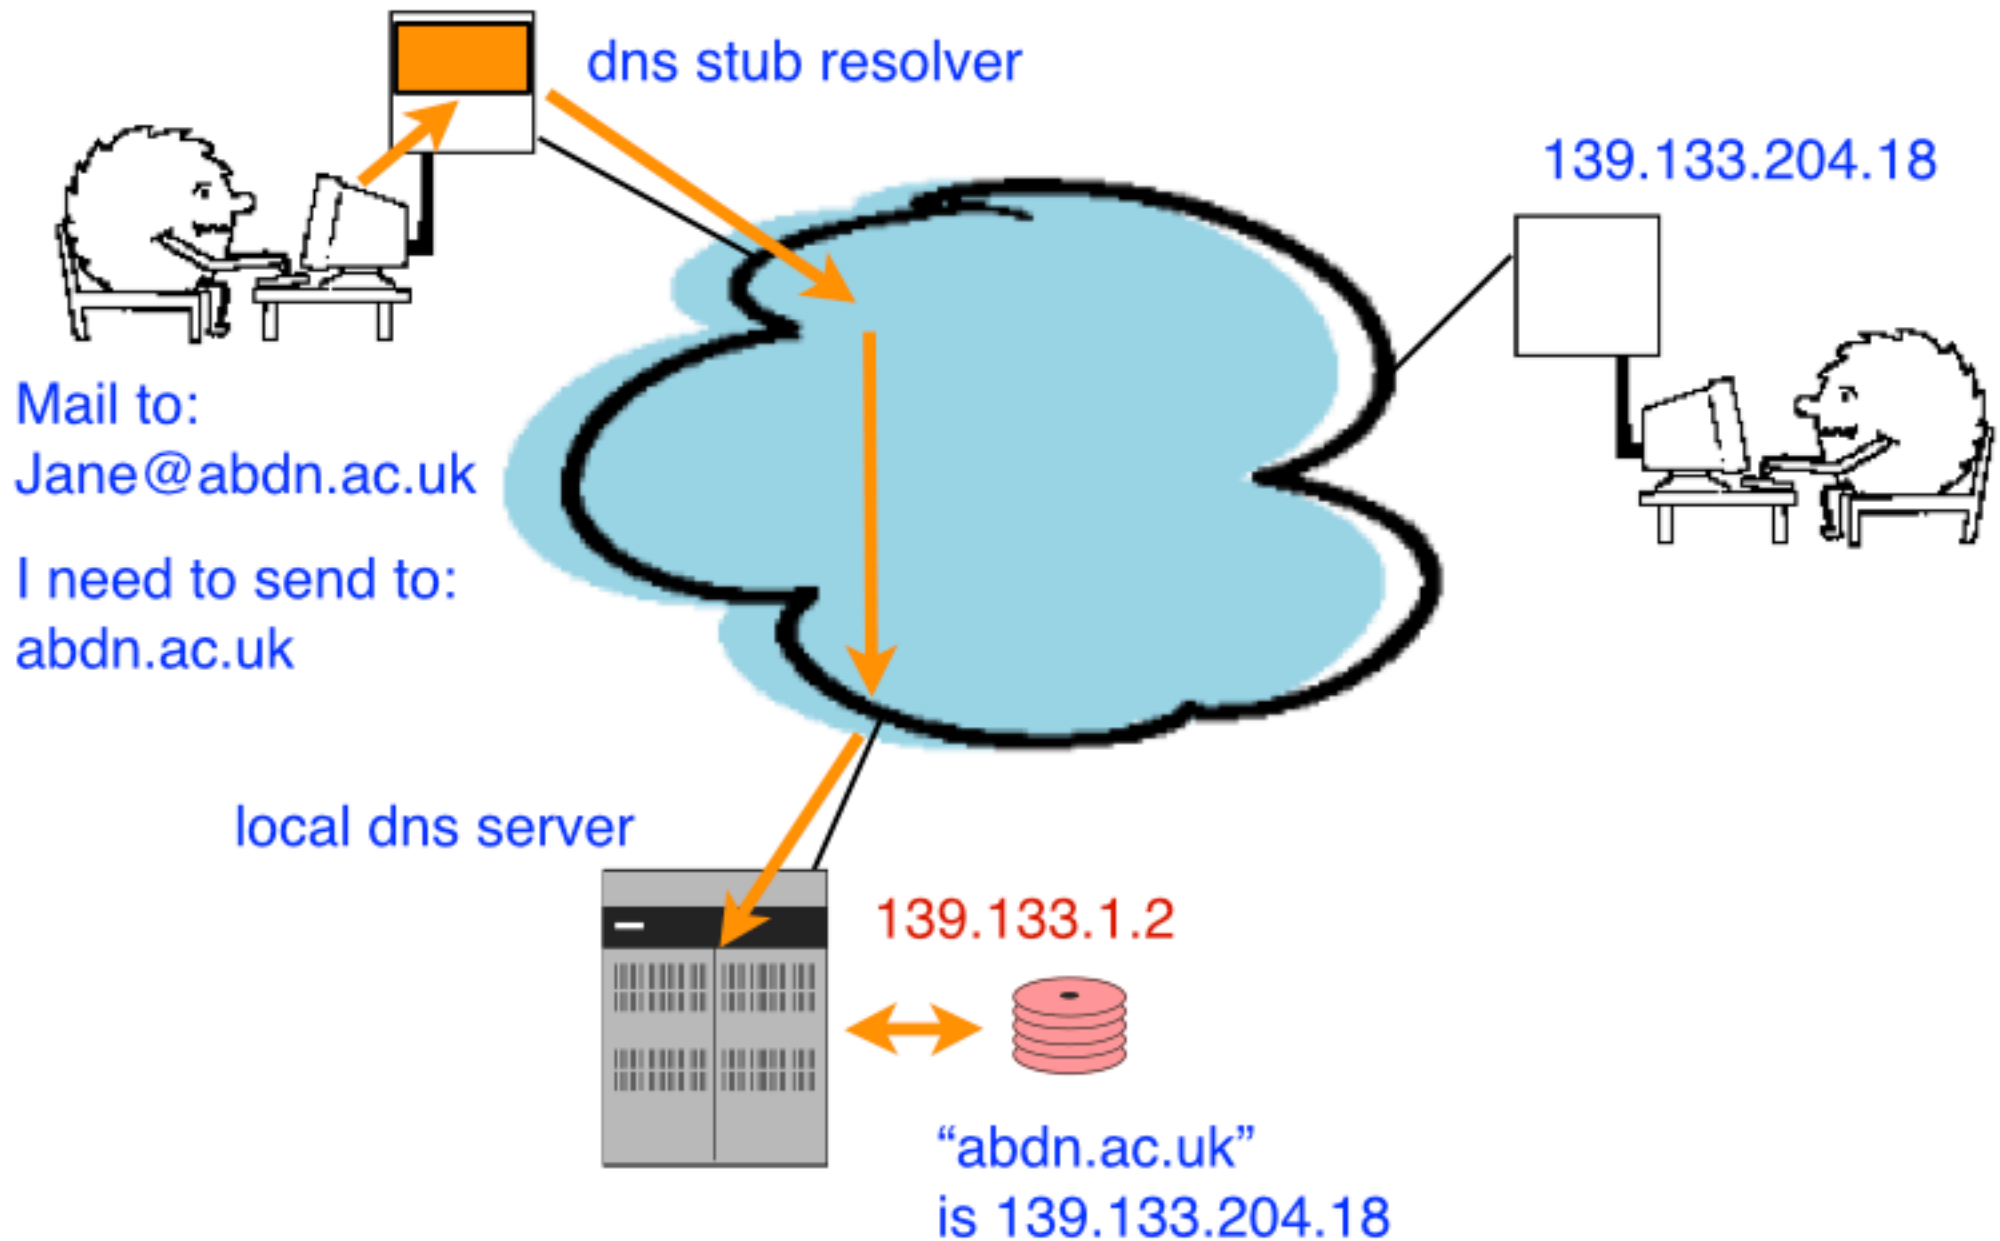 dns stub resolver
139.133.204.18
Mail to:
Jane@abdn.ac.uk
I need to send to:
abdn.ac.uk
local dns server
139.133.1.2
“abdn.ac.uk”
is 139.133.204.18